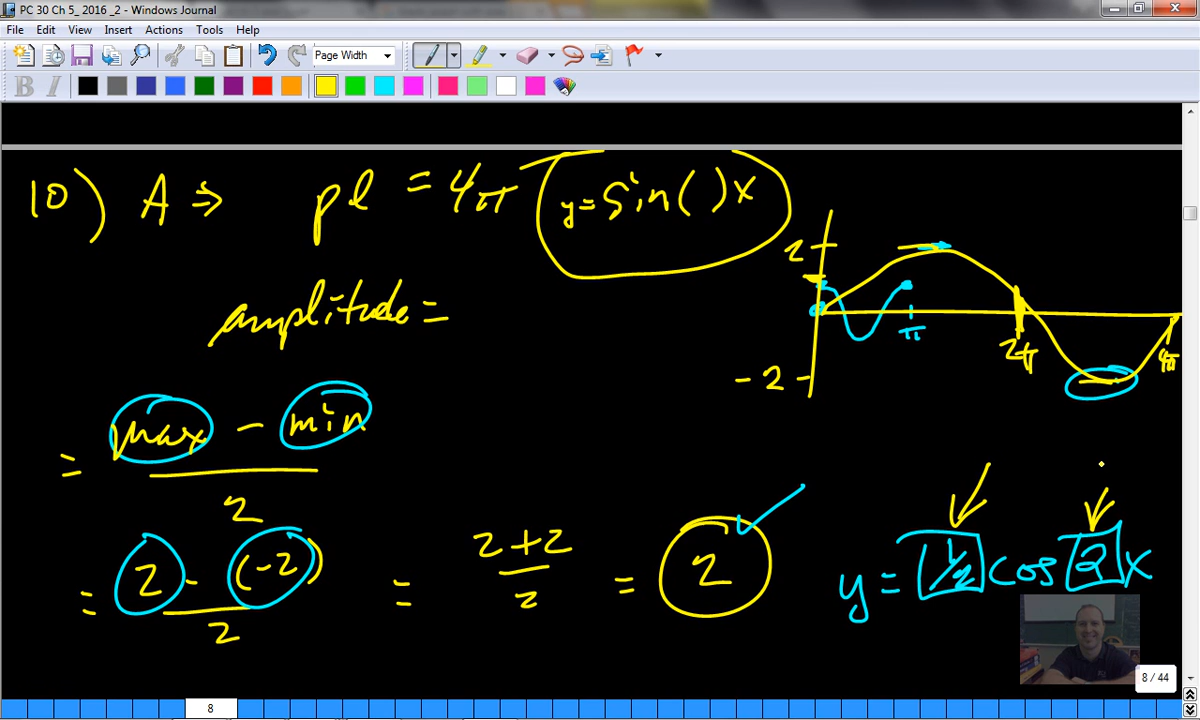 PC 30 Ch 5_ 2016 _2 - Windows Journal
File Edit View Insert Actions Tools Help
Page Width
B I
10) A ⇒ pd = 4π y = Sin( )x
amplitude =
2
π 2π 4π
-2
= max - min
2
= 2 - (-2) = 2+2 = 2
2 2
y = 1/2 cos 2 x
8 / 44
8